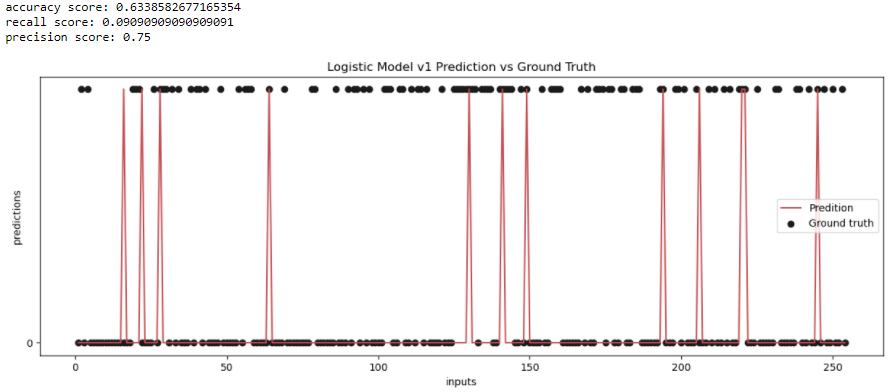 accuracy score: 0.6338582677165354
recall score: 0.09090909090909091
precision score: 0.75
Logistic Model v1 Prediction vs Ground Truth
predictions
Predition
Ground truth
0
0 50 100 150 200 250
inputs